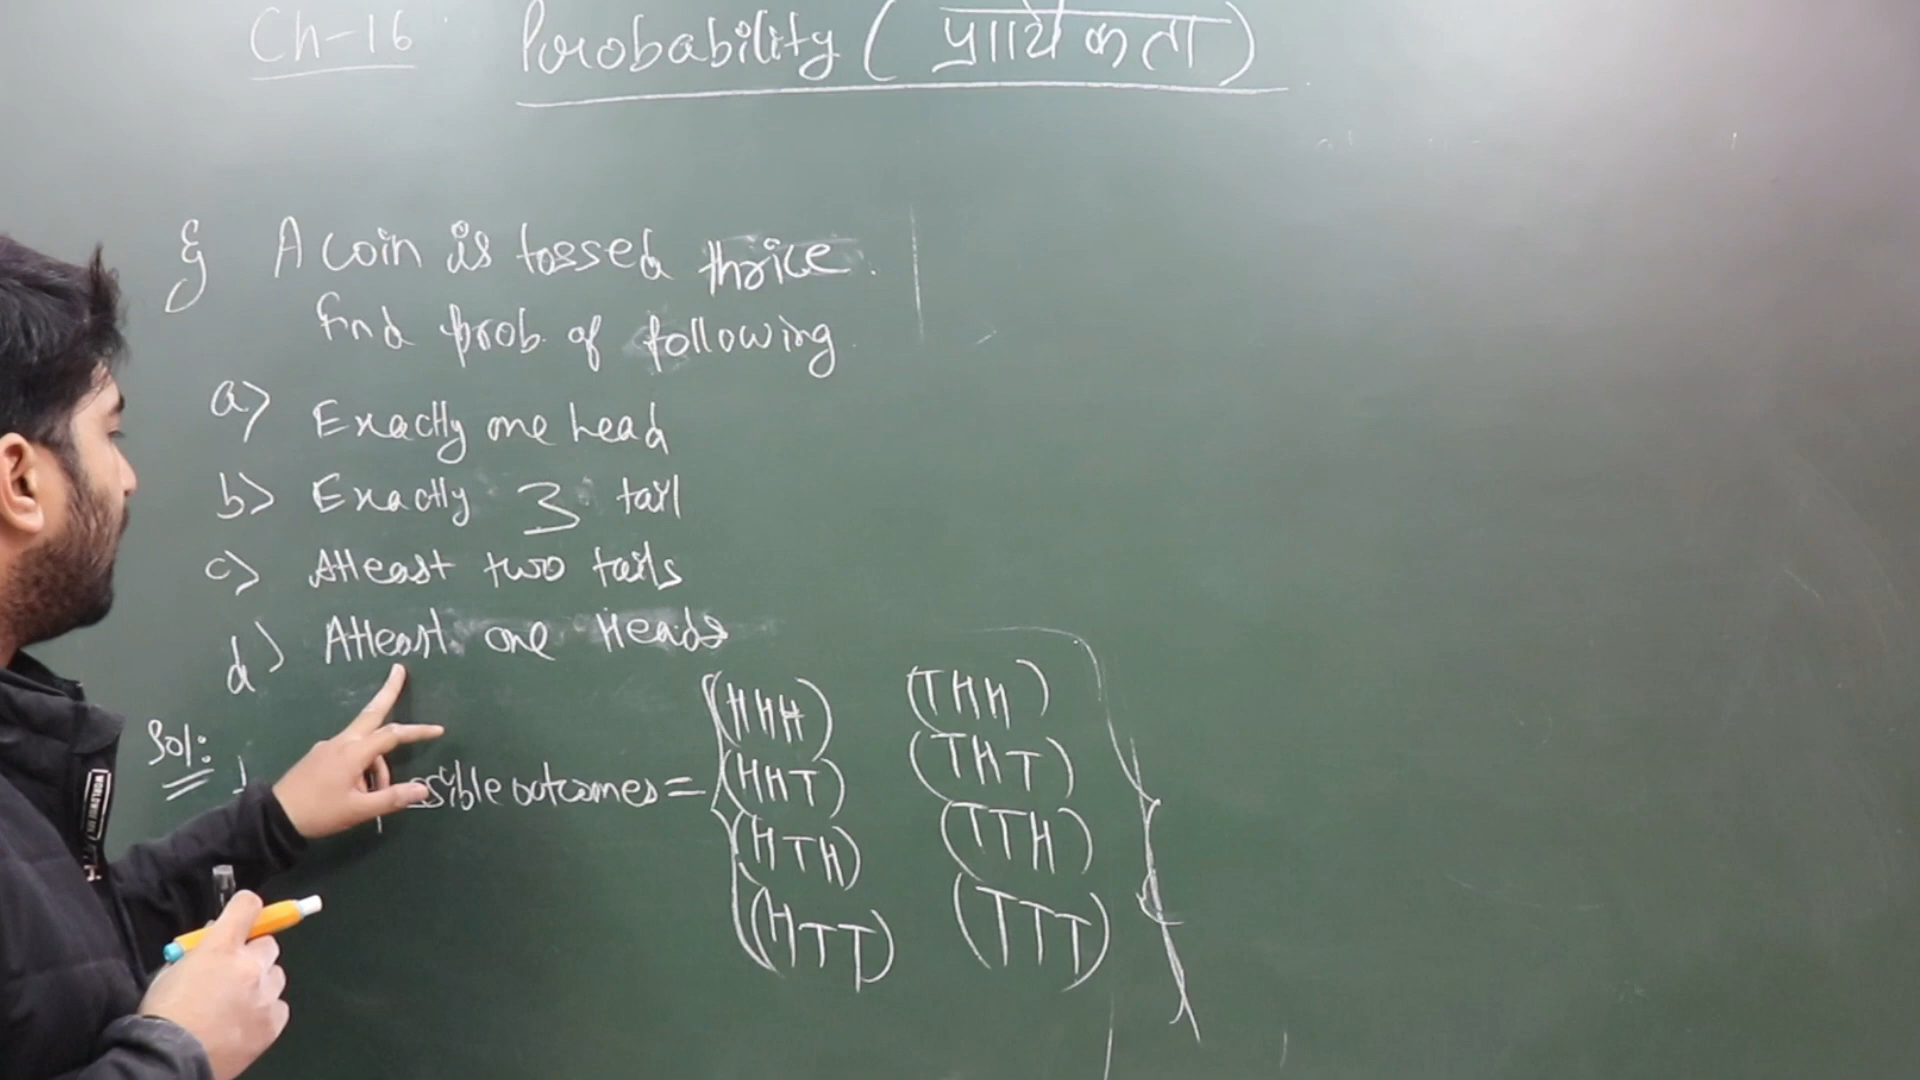 Ch-16 Probability (प्रायिकता)
A coin is tossed thrice.
find prob. of following
a) Exactly one head
b) Exactly 3 tail
c) Atleast two tails
d) Atleast one Heads
Sol:
outcomes =
(HHH) (THH)
(HHT) (THT)
(HTH) (TTH)
(HTT) (TTT)